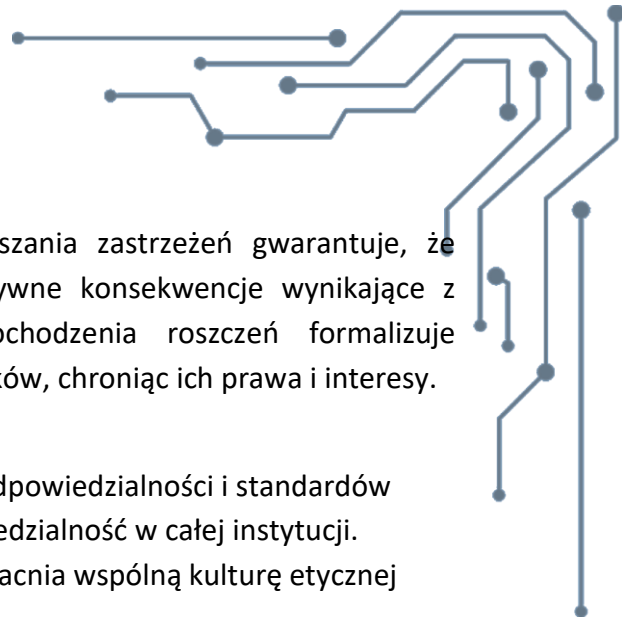 szania zastrzeżeń gwarantuje, że
ywne konsekwencje wynikające z
ochodzenia roszczeń formalizuje
ków, chroniąc ich prawa i interesy.
dpowiedzialności i standardów
edzialność w całej instytucji.
acnia wspólną kulturę etycznej